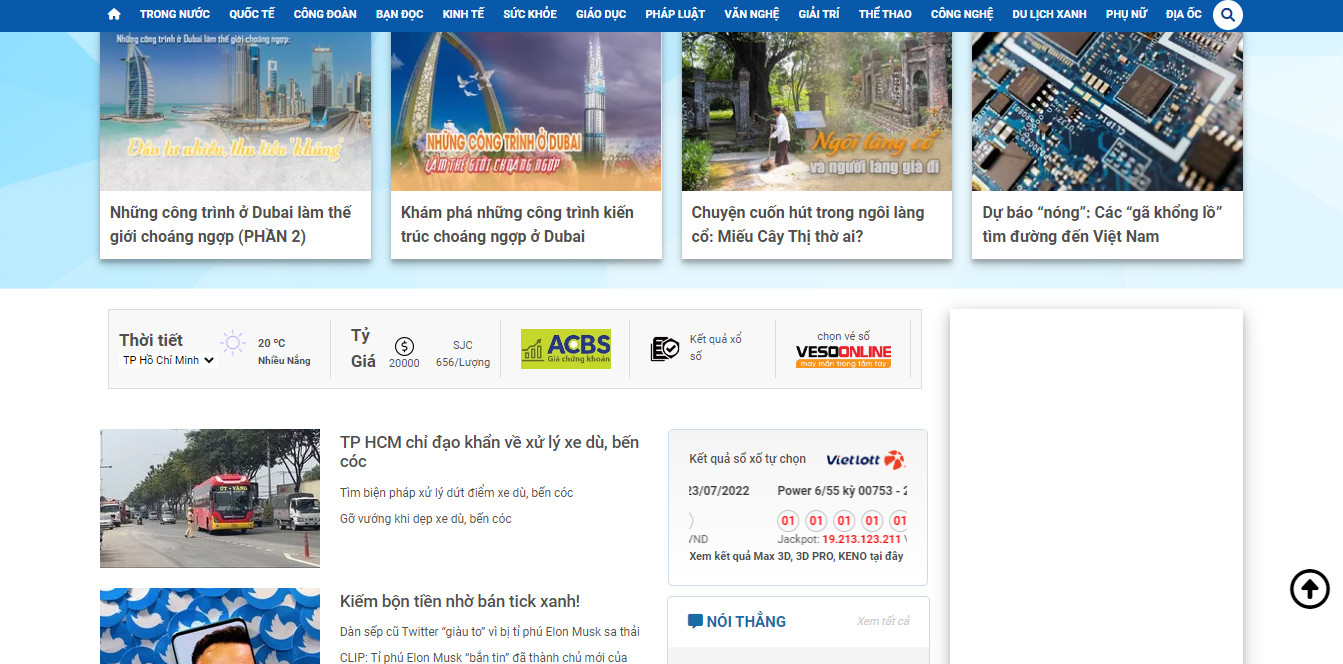 TRONG NƯỚC QUỐC TẾ CÔNG ĐOÀN BẠN ĐỌC KINH TẾ SỨC KHỎE GIÁO DỤC PHÁP LUẬT VĂN NGHỆ GIẢI TRÍ THỂ THAO CÔNG NGHỆ DU LỊCH XANH PHỤ NỮ ĐỊA ỐC
Những công trình ở Dubai làm thế giới choáng ngợp:
Đầu tư nhiều, thu tiền "khủng"
NHỮNG CÔNG TRÌNH Ở DUBAI
LÀM THẾ GIỚI CHOÁNG NGỢP
Ngôi làng cổ
và người làng già đi
CLIP14
Những công trình ở Dubai làm thế
giới choáng ngợp (PHẦN 2)
Khám phá những công trình kiến
trúc choáng ngợp ở Dubai
Chuyện cuốn hút trong ngôi làng
cổ: Miếu Cây Thị thờ ai?
Dự báo “nóng”: Các “gã khổng lồ”
tìm đường đến Việt Nam
Thời tiết
TP Hồ Chí Minh
20 ºC
Nhiều Nắng
Tỷ
Giá
20000
SJC
656/Lượng
ACBS
Giá chứng khoán
Kết quả xổ
số
chọn vé số
VESOONLINE
may mắn trong tầm tay
ÚT - VÀNG
TP HCM chỉ đạo khẩn về xử lý xe dù, bến
cóc
Tìm biện pháp xử lý dứt điểm xe dù, bến cóc
Gỡ vướng khi dẹp xe dù, bến cóc
Kết quả sổ xố tự chọn Vietlott
23/07/2022 Power 6/55 kỳ 00753 - 2
01 01 01 01 01
VND Jackpot: 19.213.123.211 V
Xem kết quả Max 3D, 3D PRO, KENO tại đây
Kiếm bộn tiền nhờ bán tick xanh!
Dàn sếp cũ Twitter “giàu to” vì bị tỉ phú Elon Musk sa thải
CLIP: Tỉ phú Elon Musk “bắn tin” đã thành chủ mới của
NÓI THẲNG Xem tất cả